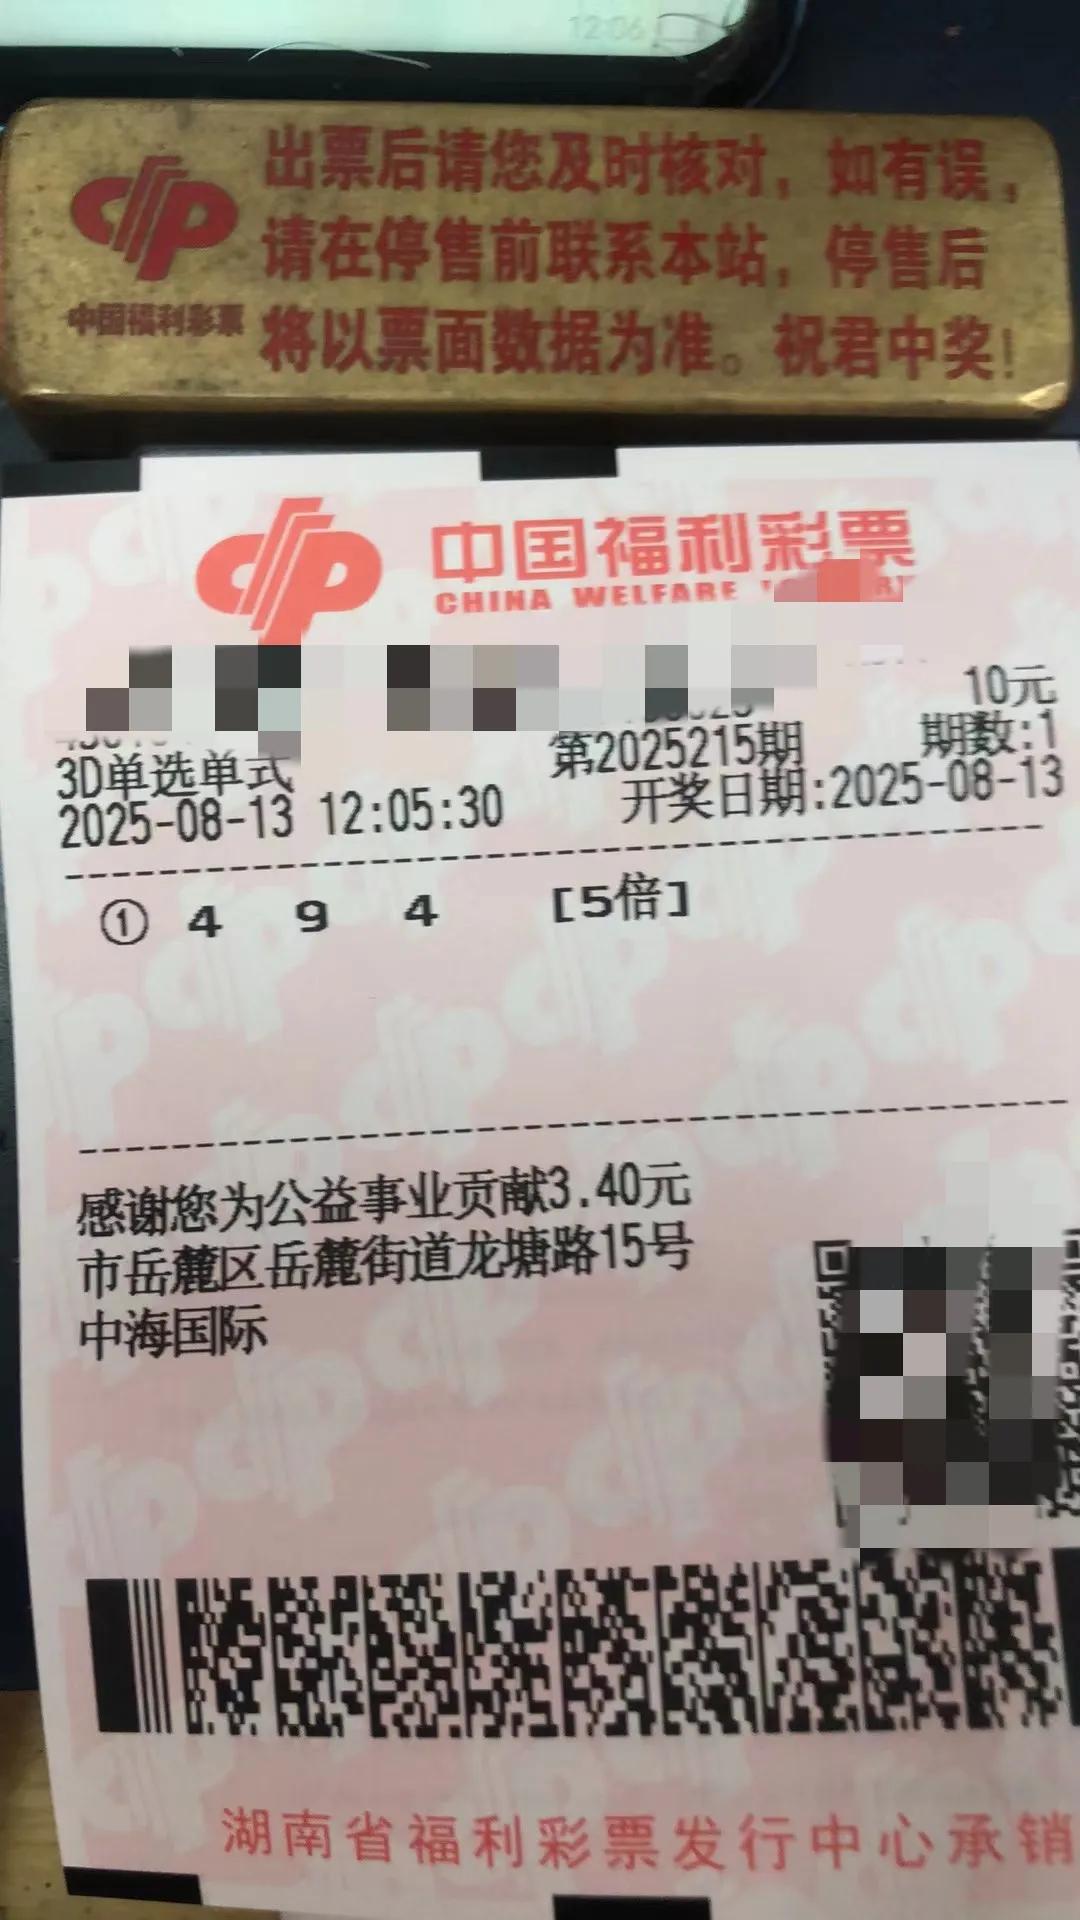 12:06
出票后请您及时核对，如有误，
请在停售前联系本站，停售后
将以票面数据为准。祝君中奖！
中国福利彩票
中国福利彩票
CHINA WELFARE
10元
3D单选单式 第2025215期 期数:1
2025-08-13 12:05:30 开奖日期:2025-08-13
① 4 9 4 [5倍]
感谢您为公益事业贡献3.40元
市岳麓区岳麓街道龙塘路15号
中海国际
湖南省福利彩票发行中心承销